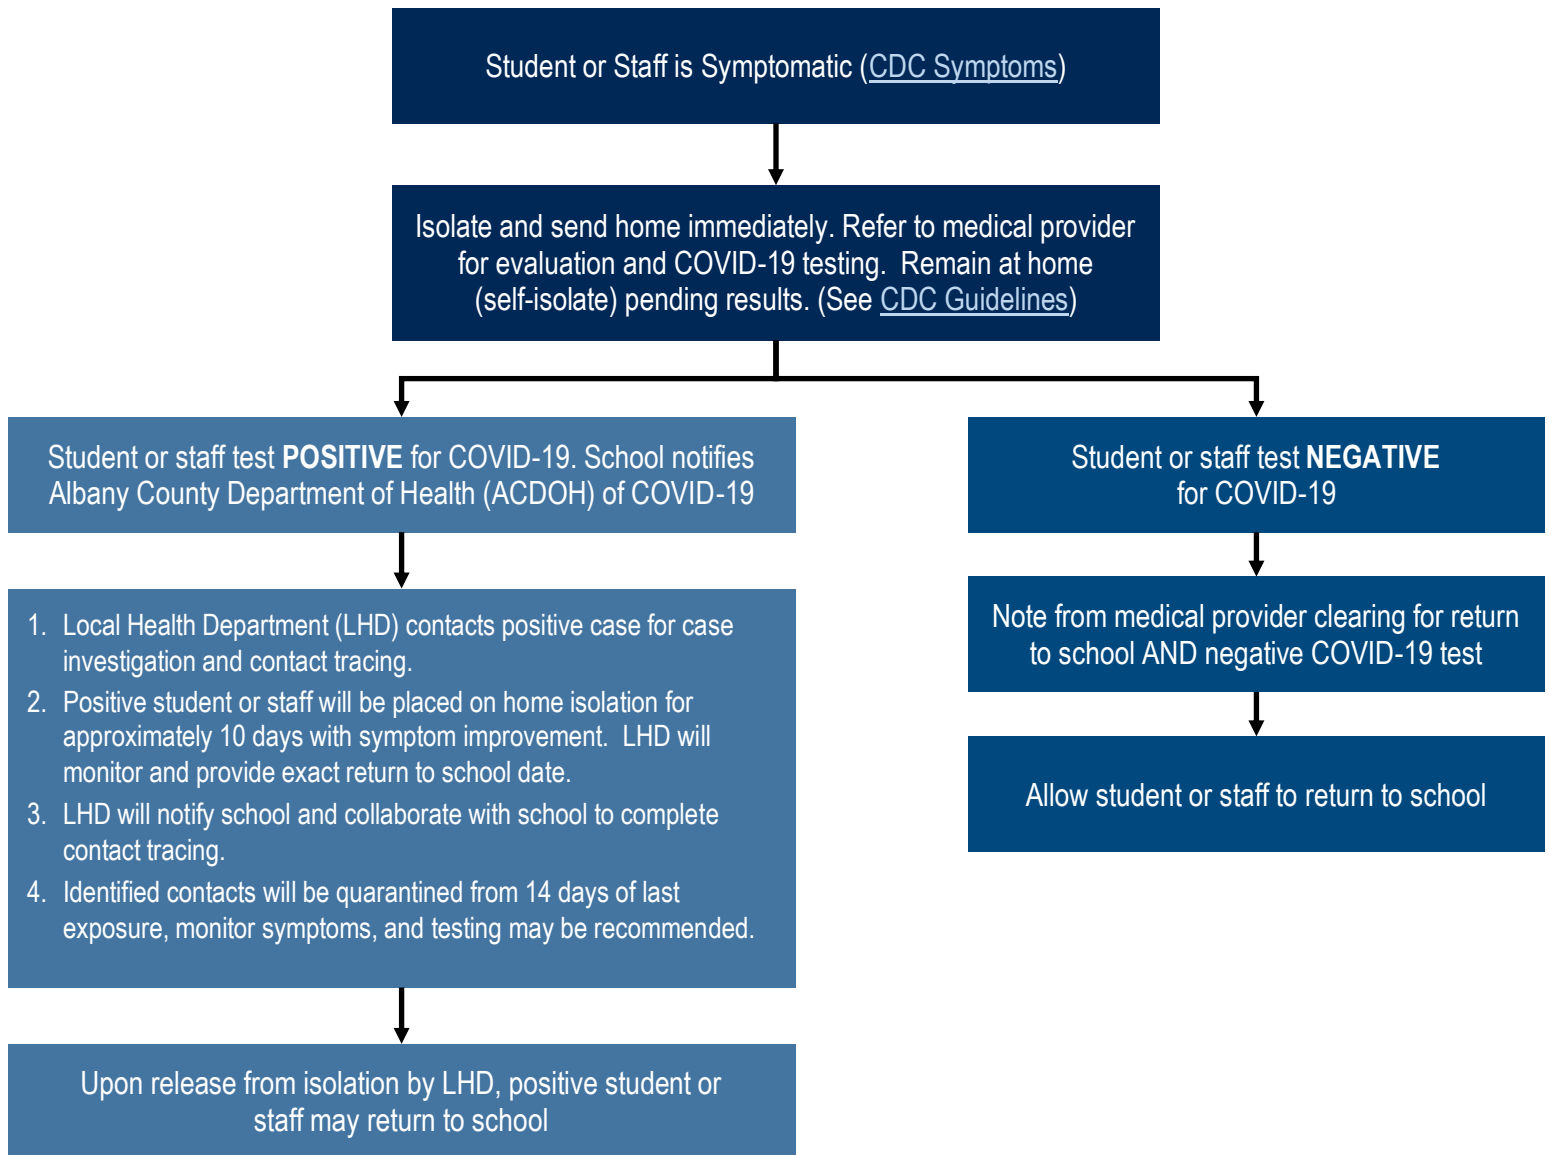 Student or Staff is Symptomatic (CDC Symptoms)
Isolate and send home immediately. Refer to medical provider
for evaluation and COVID-19 testing.  Remain at home
(self-isolate) pending results. (See CDC Guidelines)
Student or staff test POSITIVE for COVID-19. School notifies
Albany County Department of Health (ACDOH) of COVID-19
1. Local Health Department (LHD) contacts positive case for case
investigation and contact tracing.
2. Positive student or staff will be placed on home isolation for
approximately 10 days with symptom improvement.  LHD will
monitor and provide exact return to school date.
3. LHD will notify school and collaborate with school to complete
contact tracing.
4. Identified contacts will be quarantined from 14 days of last
exposure, monitor symptoms, and testing may be recommended.
Upon release from isolation by LHD, positive student or
staff may return to school
Student or staff test NEGATIVE
for COVID-19
Note from medical provider clearing for return
to school AND negative COVID-19 test
Allow student or staff to return to school